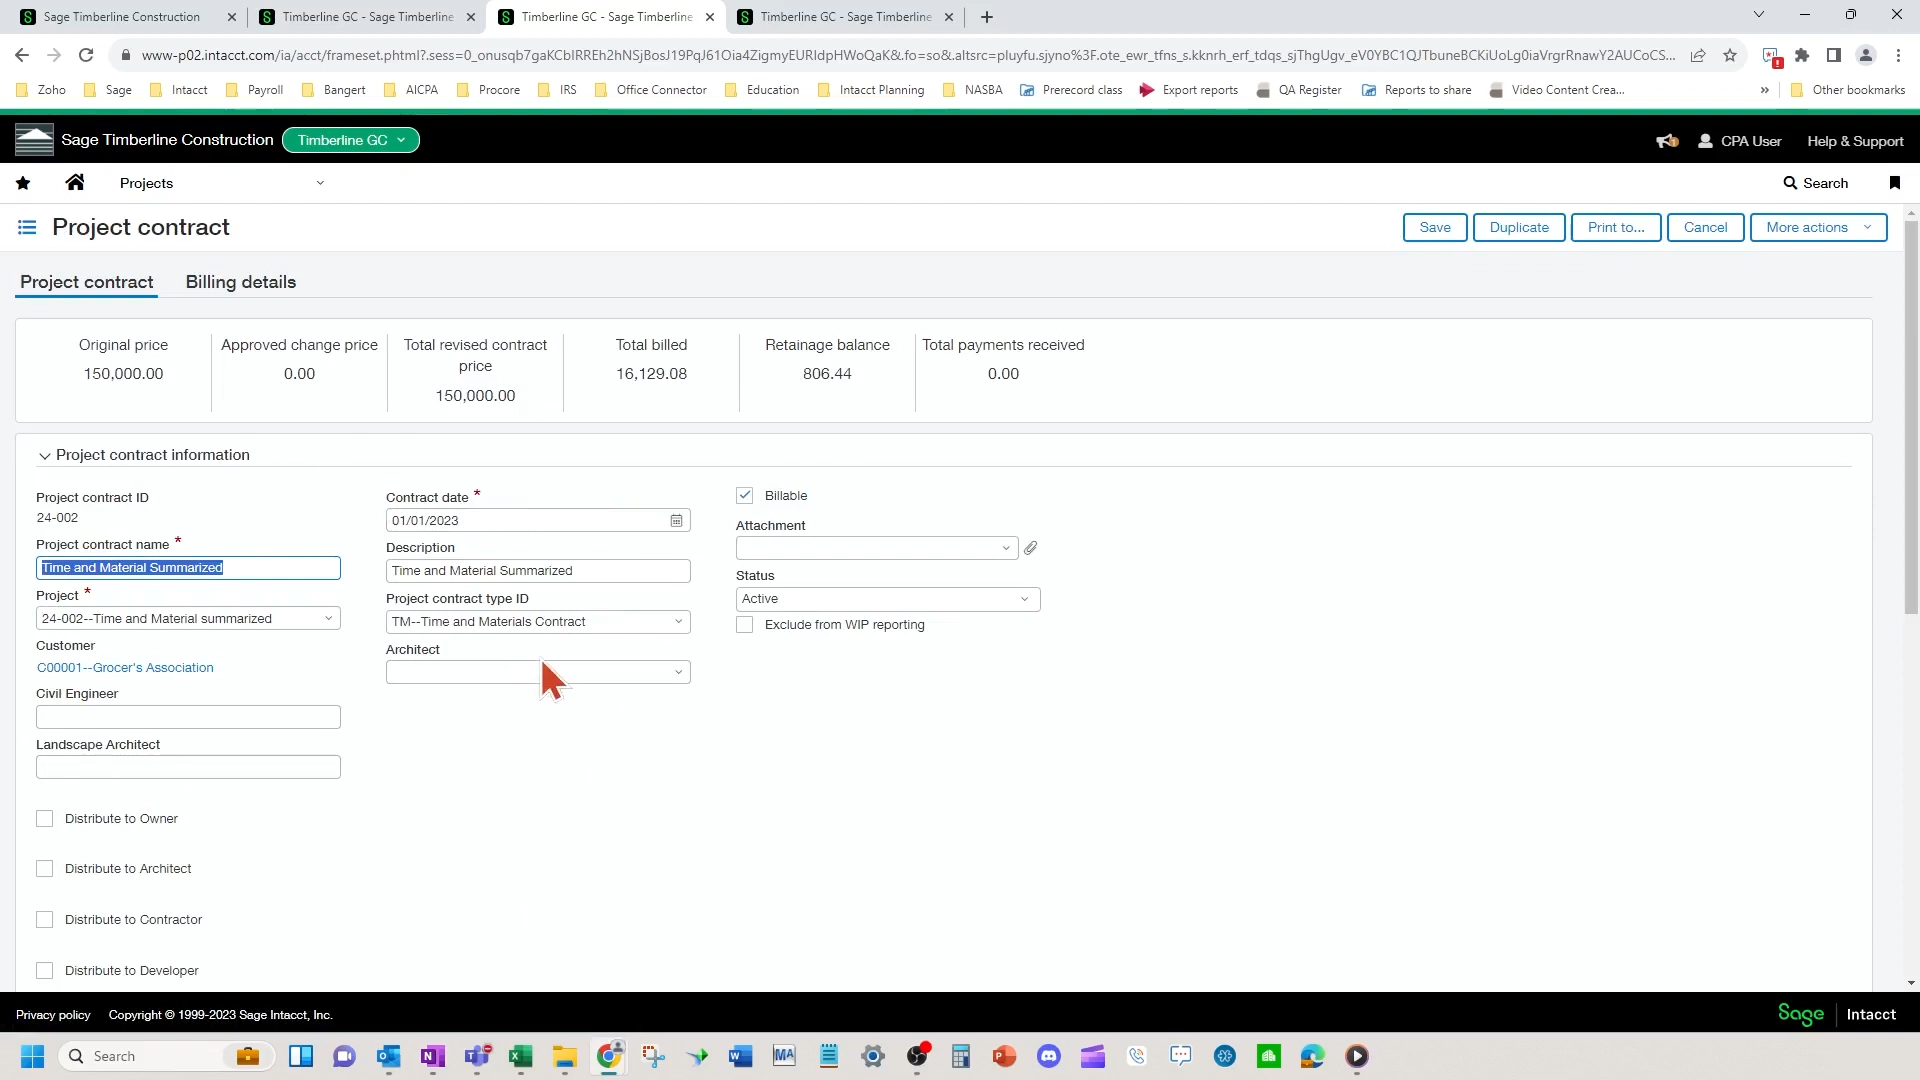 Sage Timberline Construction
Timberline GC - Sage Timberline
Timberline GC - Sage Timberline
Timberline GC - Sage Timberline
Zoho
Sage
Intacct
Payroll
Bangert
AICPA
Procore
IRS
Office Connector
Education
Intacct Planning
NASBA
Prerecord class
Export reports
QA Register
Reports to share
Video Content Crea...
Other bookmarks
Sage Timberline Construction
Timberline GC
CPA User
Help & Support
Projects
Search
Project contract
Save
Duplicate
Print to...
Cancel
More actions
Project contract
Billing details
Original price
150,000.00
Approved change price
0.00
Total revised contract
price
150,000.00
Total billed
16,129.08
Retainage balance
806.44
Total payments received
0.00
Project contract information
Project contract ID
24-002
Project contract name *
Time and Material Summarized
Project *
24-002--Time and Material summarized
Customer
C00001--Grocer's Association
Civil Engineer
Landscape Architect
Contract date *
01/01/2023
Description
Time and Material Summarized
Project contract type ID
TM--Time and Materials Contract
Architect
Billable
Attachment
Status
Active
Exclude from WIP reporting
Distribute to Owner
Distribute to Architect
Distribute to Contractor
Distribute to Developer
Privacy policy
Copyright © 1999-2023 Sage Intacct, Inc.
Sage
Intacct
Search